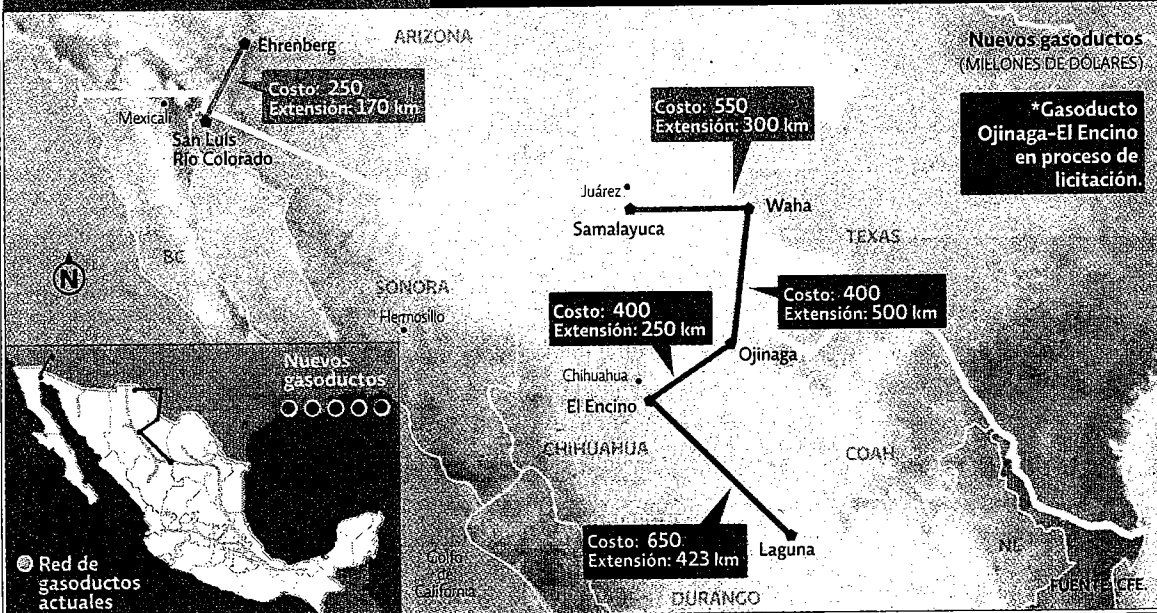 Ehrenberg
ARIZONA
Costo: 250
Extensión: 170 km
Mexicali
San Luis
Río Colorado
Nuevos gasoductos
(MILLONES DE DÓLARES)
*Gasoducto
Ojinaga-El Encino
en proceso de
licitación.
Costo: 550
Extensión: 300 km
Juárez
Samalayuca
Waha
TEXAS
BC
N
SONORA
Hermosillo
Costo: 400
Extensión: 250 km
Costo: 400
Extensión: 500 km
Ojinaga
Chihuahua
El Encino
CHIHUAHUA
COAH
Costo: 650
Extensión: 423 km
Laguna
NL
Golfo
de
California
DURANGO
FUENTE: CFE
Nuevos
gasoductos
Red de
gasoductos
actuales